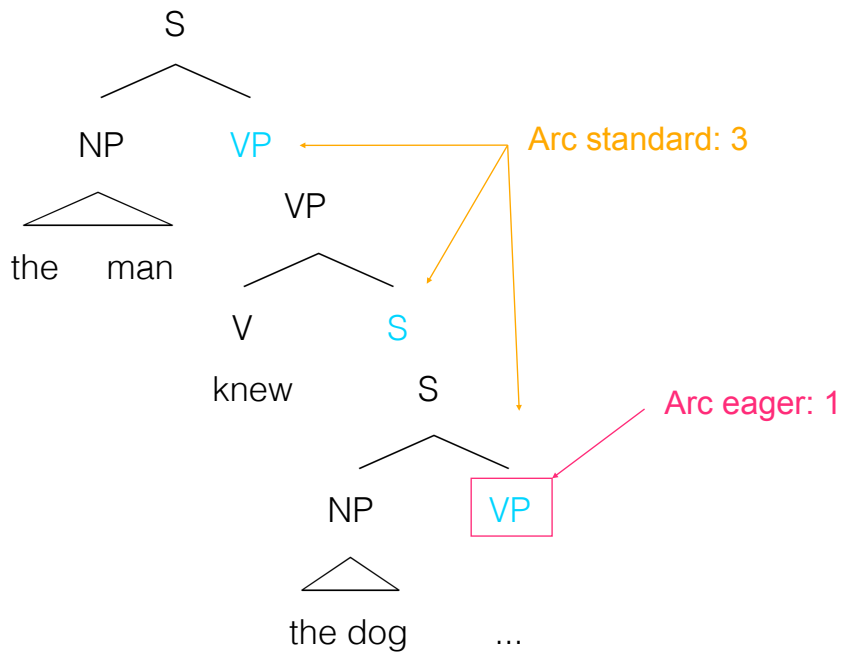 S
NP VP Arc standard: 3
VP
the man
V S
knew S Arc eager: 1
NP VP
the dog ...